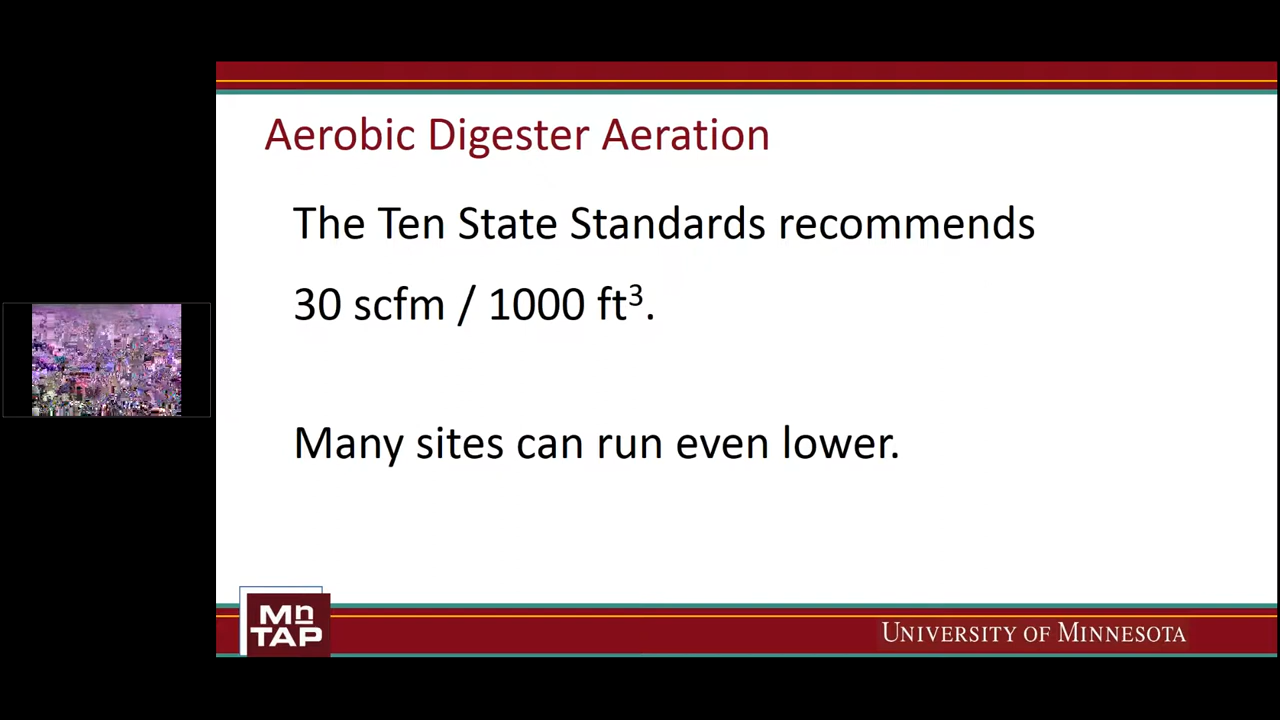 Aerobic Digester Aeration
The Ten State Standards recommends
30 scfm / 1000 ft³.
Many sites can run even lower.
Mn
TAP
UNIVERSITY OF MINNESOTA